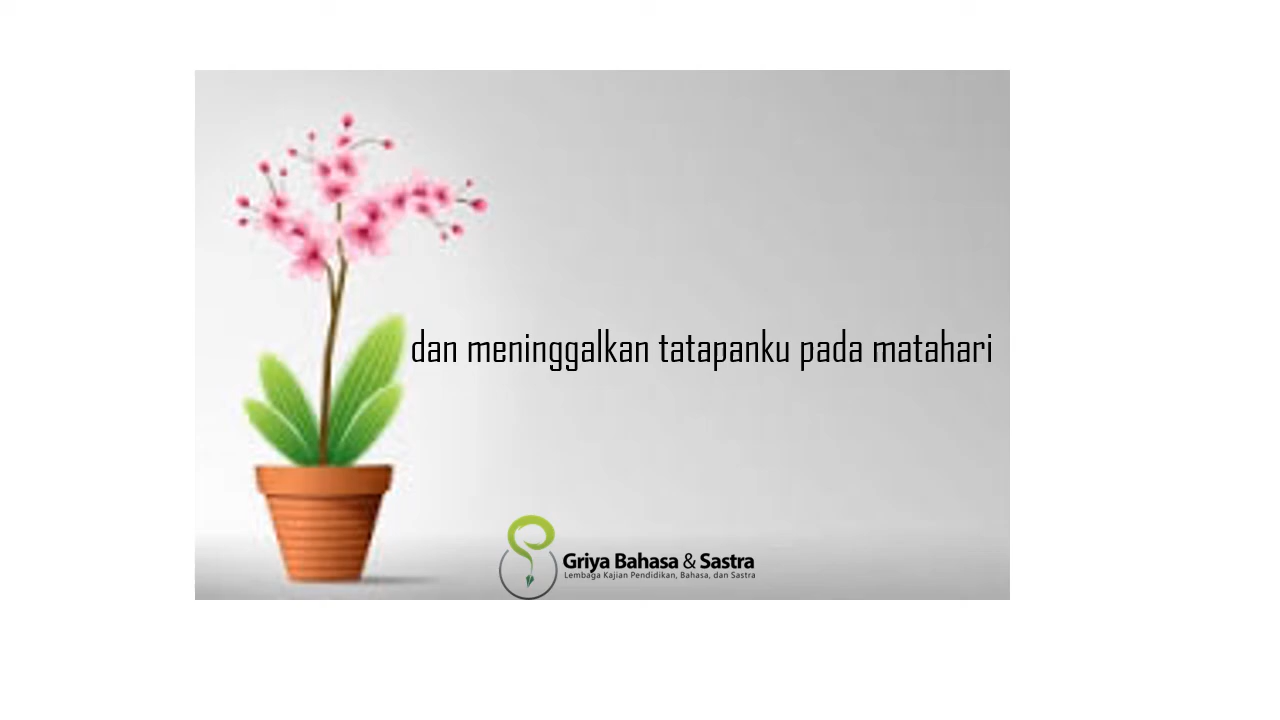 dan meninggalkan tatapanku pada matahari
Griya Bahasa & Sastra
Lembaga Kajian Pendidikan, Bahasa, dan Sastra